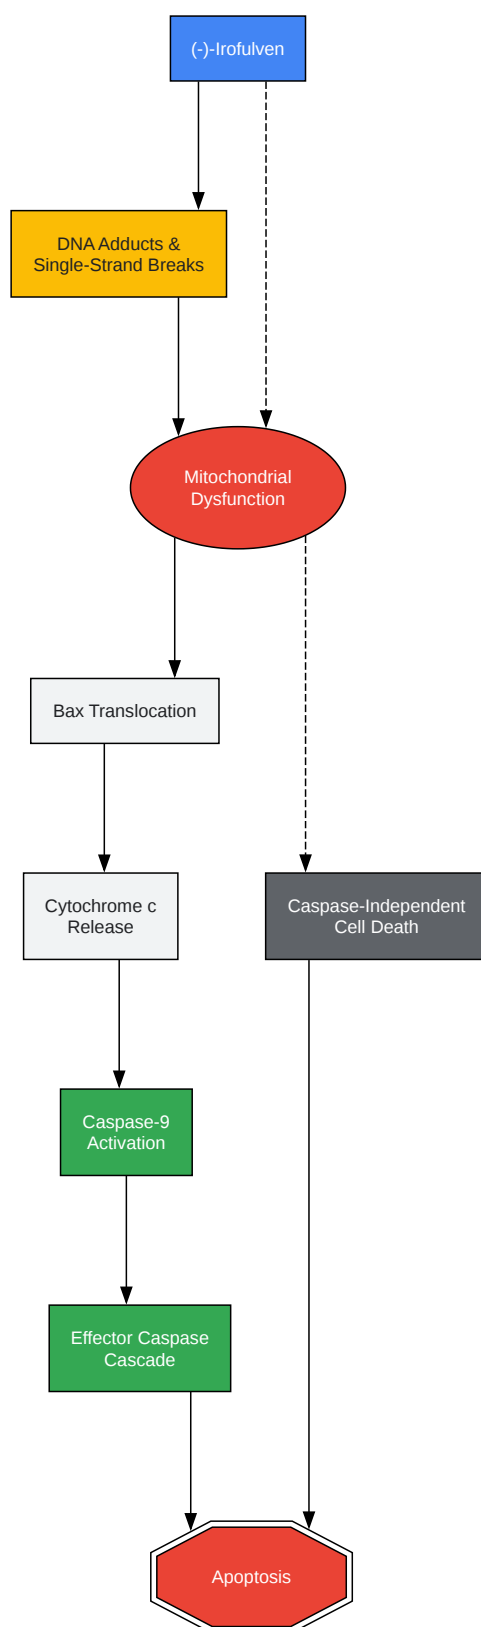 (-)-Irofulven
DNA Adducts &
Single-Strand Breaks
Mitochondrial
Dysfunction
Bax Translocation
Cytochrome c
Release
Caspase-Independent
Cell Death
Caspase-9
Activation
Effector Caspase
Cascade
Apoptosis